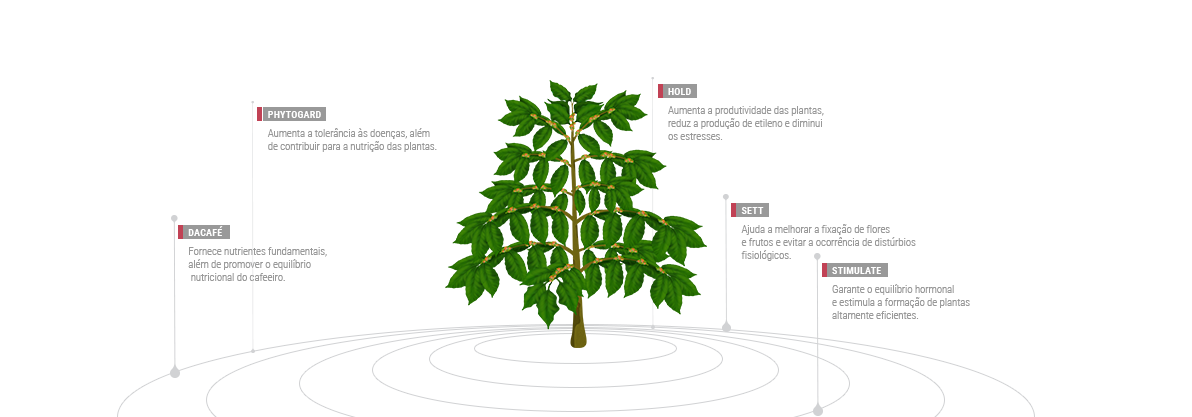 PHYTOGARD
Aumenta a tolerância às doenças, além
de contribuir para a nutrição das plantas.
DACAFÉ
Fornece nutrientes fundamentais,
além de promover o equilíbrio
nutricional do cafeeiro.
HOLD
Aumenta a produtividade das plantas,
reduz a produção de etileno e diminui
os estresses.
SETT
Ajuda a melhorar a fixação de flores
e frutos e evitar a ocorrência de distúrbios
fisiológicos.
STIMULATE
Garante o equilíbrio hormonal
e estimula a formação de plantas
altamente eficientes.